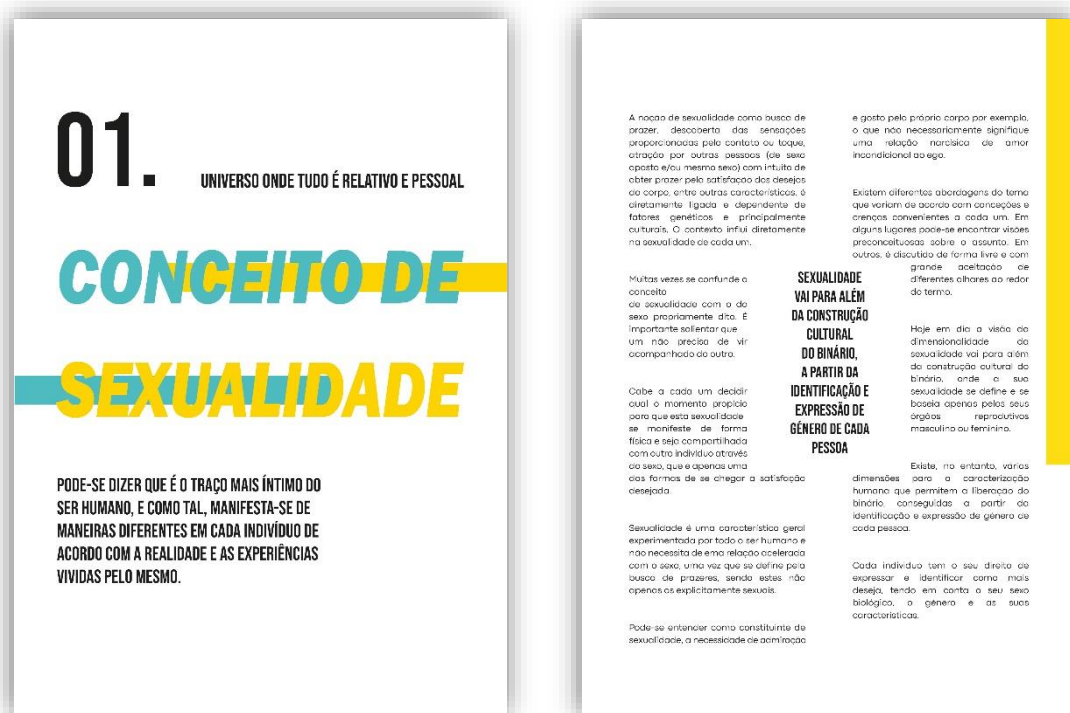 01.
UNIVERSO ONDE TUDO É RELATIVO E PESSOAL
CONCEITO DE
SEXUALIDADE
PODE-SE DIZER QUE É O TRAÇO MAIS ÍNTIMO DO
SER HUMANO, E COMO TAL, MANIFESTA-SE DE
MANEIRAS DIFERENTES EM CADA INDIVÍDUO DE
ACORDO COM A REALIDADE E AS EXPERIÊNCIAS
VIVIDAS PELO MESMO.
A noção de sexualidade como busca de
prazer, descoberta das sensações
proporcionadas pelo contato ou toque,
atração por outras pessoas (de sexo
oposto e/ou mesmo sexo) com intuito de
obter prazer pela satisfação dos desejos
do corpo, entre outras características, é
diretamente ligada e dependente de
fatores genéticos e principalmente
culturais. O contexto influi diretamente
na sexualidade de cada um.
Muitas vezes se confunde o
conceito
de sexualidade com o do
sexo propriamente dito. É
importante salientar que
um não precisa de vir
acompanhado do outro.
Cabe a cada um decidir
qual o momento propício
para que esta sexualidade
se manifeste de forma
física e seja compartilhada
com outro indivíduo através
do sexo, que e apenas uma
das formas de se chegar a satisfação
desejada.
Sexualidade é uma característica geral
experimentada por todo o ser humano e
não necessita de ema relação acelerada
com o sexo, uma vez que se define pela
busca de prazeres, sendo estes não
apenas os explicitamente sexuais.
Pode-se entender como constituinte de
sexualidade, a necessidade de admiração
e gosto pelo próprio corpo por exemplo,
o que não necessariamente signifique
uma relação narcísica de amor
incondicional ao ego.
Existem diferentes abordagens do tema
que variam de acordo com conceções e
crenças convenientes a cada um. Em
alguns lugares pode-se encontrar visões
preconceituosas sobre o assunto. Em
outros, é discutido de forma livre e com
grande aceitação de
diferentes olhares ao redor
do termo.
Hoje em dia a visão da
dimensionalidade da
sexualidade vai para além
da construção cultural do
binário, onde a sua
sexualidade se define e se
baseia apenas pelos seus
órgãos reprodutivos
masculino ou feminino.
Existe, no entanto, várias
dimensões para a caracterização
humana que permitem a liberação do
binário, conseguidas a partir da
identificação e expressão de género de
cada pessoa.
Cada indivíduo tem o seu direito de
expressar e identificar como mais
deseja, tendo em conta o seu sexo
biológico, o género e as suas
características.
SEXUALIDADE
VAI PARA ALÉM
DA CONSTRUÇÃO
CULTURAL
DO BINÁRIO,
A PARTIR DA
IDENTIFICAÇÃO E
EXPRESSÃO DE
GÉNERO DE CADA
PESSOA